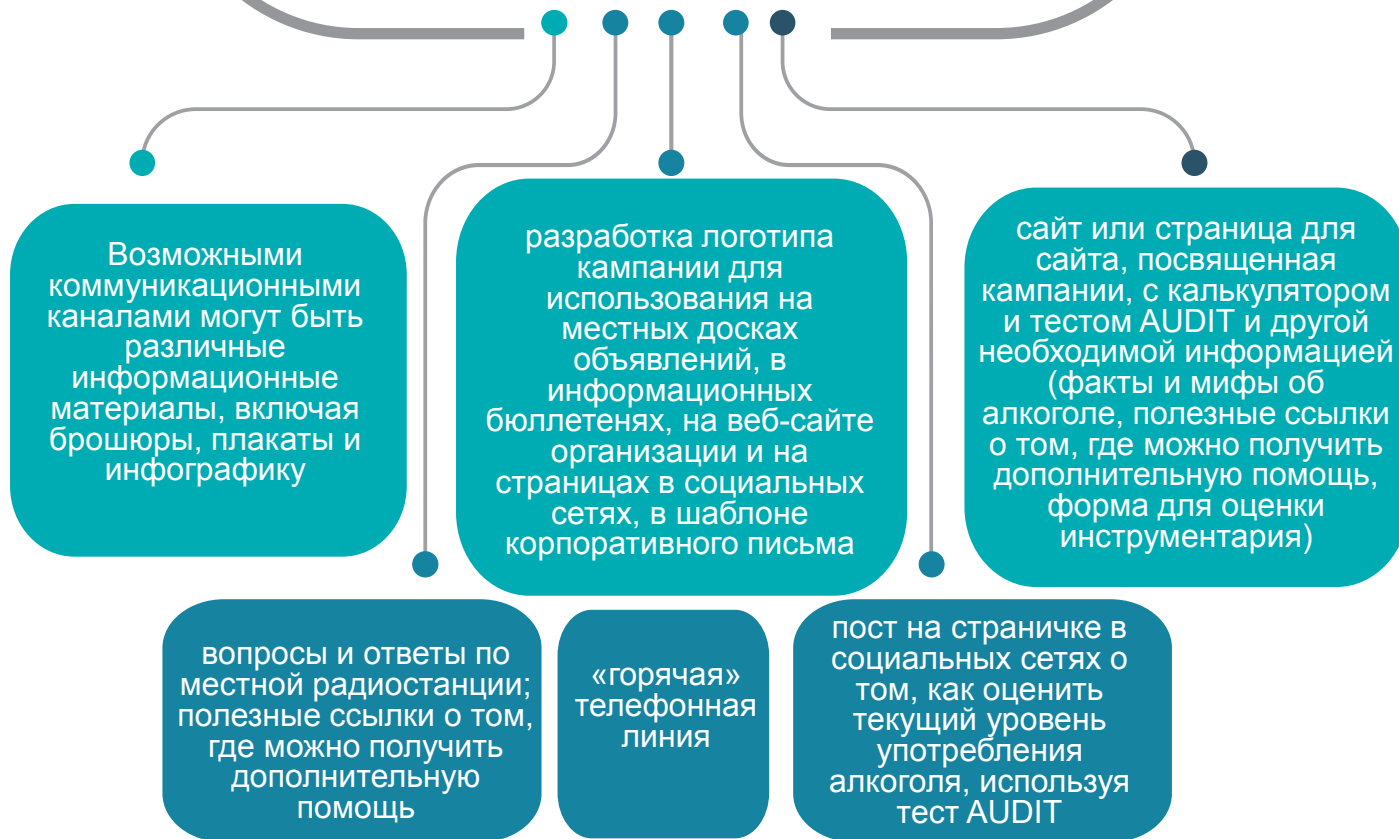 Возможными
коммуникационными
каналами могут быть
различные
информационные
материалы, включая
брошюры, плакаты и
инфографику
разработка логотипа
кампании для
использования на
местных досках
объявлений, в
информационных
бюллетенях, на веб-сайте
организации и на
страницах в социальных
сетях, в шаблоне
корпоративного письма
сайт или страница для
сайта, посвященная
кампании, с калькулятором
и тестом AUDIT и другой
необходимой информацией
(факты и мифы об
алкоголе, полезные ссылки
о том, где можно получить
дополнительную помощь,
форма для оценки
инструментария)
вопросы и ответы по
местной радиостанции;
полезные ссылки о том,
где можно получить
дополнительную
помощь
«горячая»
телефонная
линия
пост на страничке в
социальных сетях о
том, как оценить
текущий уровень
употребления
алкоголя, используя
тест AUDIT